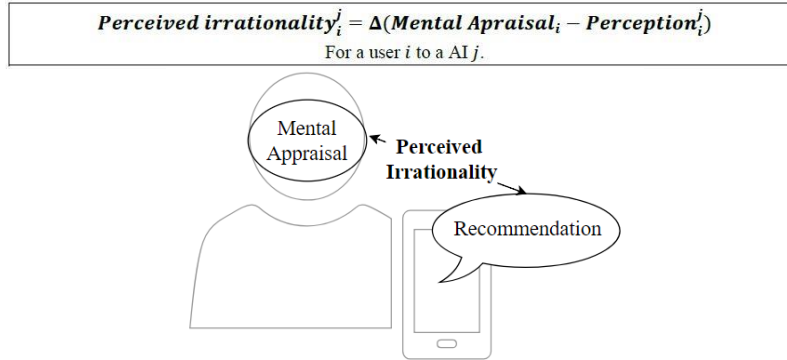 Perceived irrationality_i^j = Δ(Mental Apraisal_i − Perception_i^j)
For a user i to a AI j.
Mental
Appraisal
Perceived
Irrationality
Recommendation